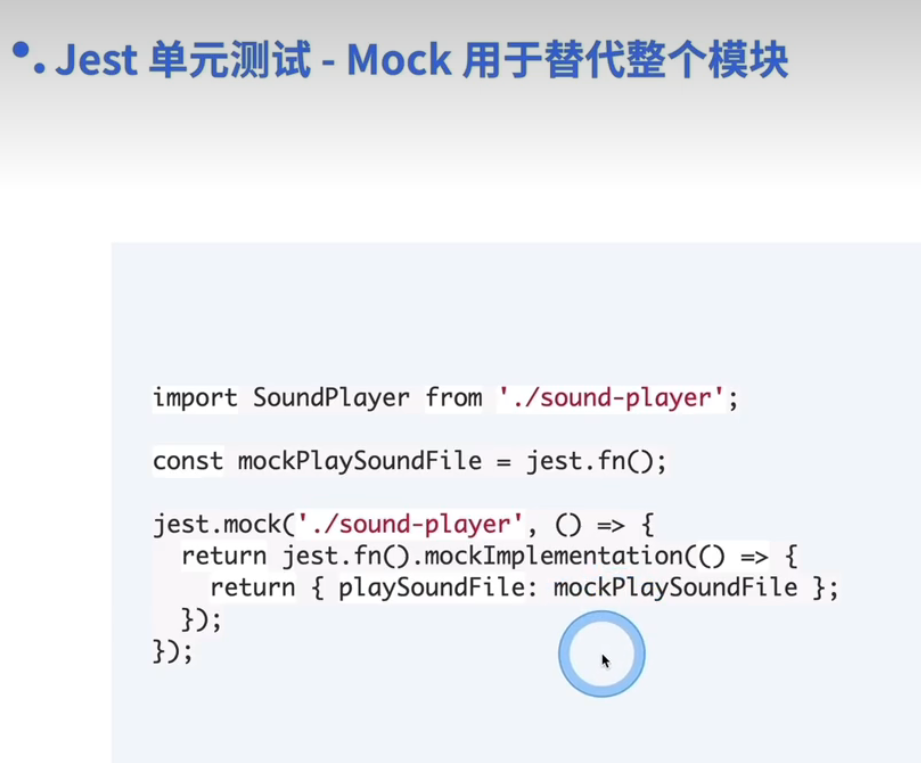 Jest 单元测试 - Mock 用于替代整个模块
import SoundPlayer from './sound-player';
const mockPlaySoundFile = jest.fn();
jest.mock('./sound-player', () => {
return jest.fn().mockImplementation(() => {
return { playSoundFile: mockPlaySoundFile };
});
});